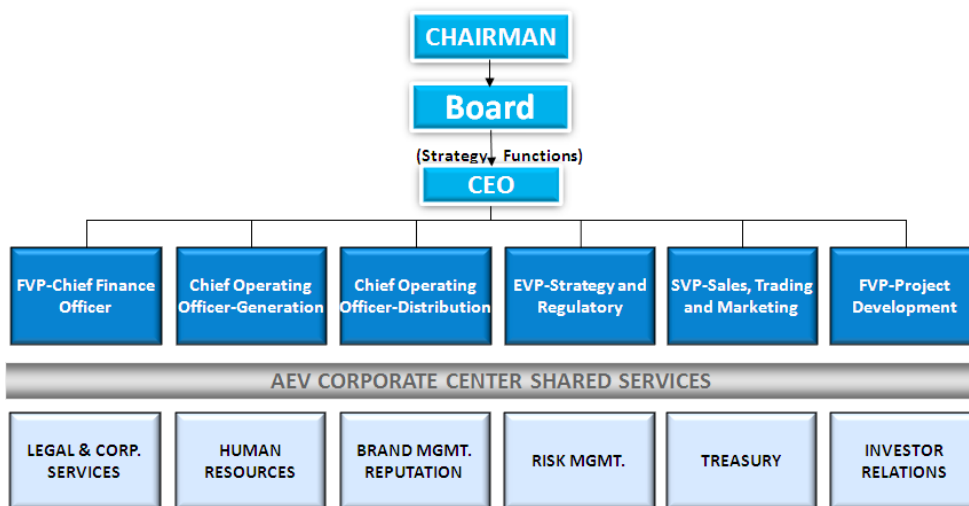 CHAIRMAN
Board
(Strategy Functions)
CEO
FVP-Chief Finance
Officer
Chief Operating
Officer-Generation
Chief Operating
Officer-Distribution
EVP-Strategy and
Regulatory
SVP-Sales, Trading
and Marketing
FVP-Project
Development
AEV CORPORATE CENTER SHARED SERVICES
LEGAL & CORP.
SERVICES
HUMAN
RESOURCES
BRAND MGMT.
REPUTATION
RISK MGMT.
TREASURY
INVESTOR
RELATIONS